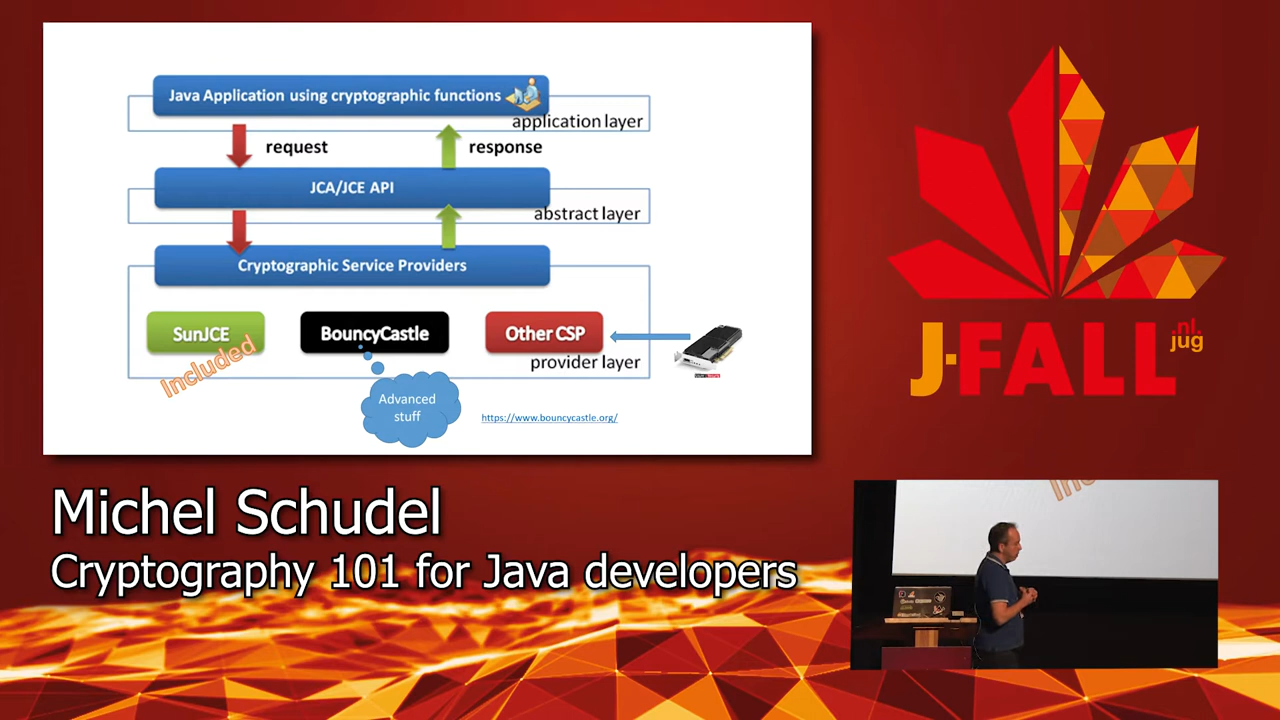 Java Application using cryptographic functions
application layer
request
response
JCA/JCE API
abstract layer
Cryptographic Service Providers
SunJCE
BouncyCastle
Other CSP
Included
provider layer
Advanced
stuff
https://www.bouncycastle.org/
J-FALL
.nl
jug
Michel Schudel
Cryptography 101 for Java developers